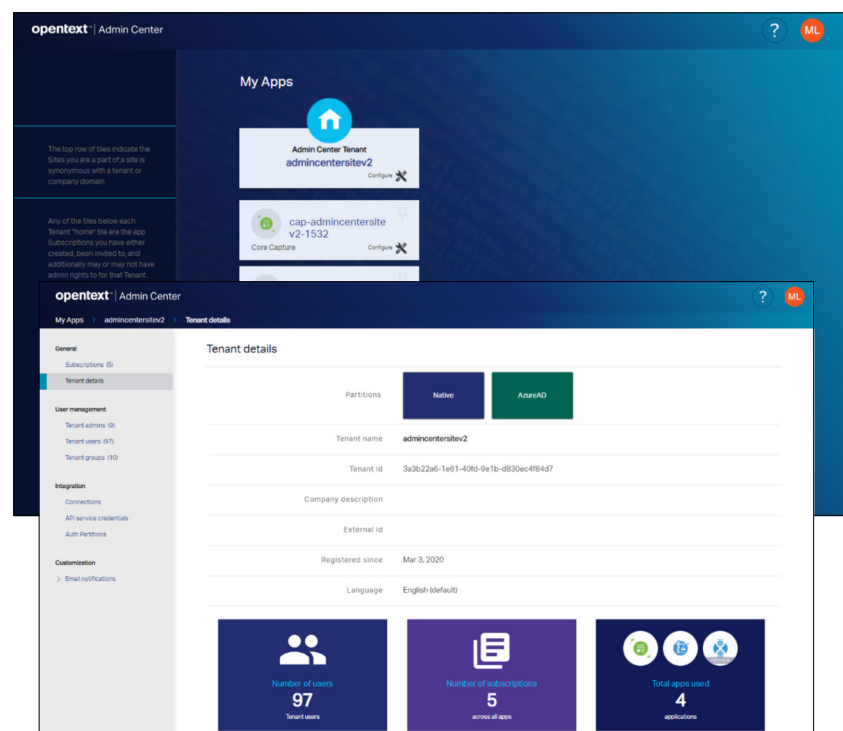 opentext™ | Admin Center
?
ML
My Apps
The top row of tiles indicate the
Sites you are a part of;a site is
synonymous with a tenant or
company domain.
Any of the tiles below each
Tenant "home" tile are the app
Subscriptions you have either
created, been invited to, and
additionally may or may not have
admin rights to for that Tenant.
Admin Center Tenant
admincentersitev2
Configure
cap-admincentersite
v2-1532
Core Capture
Configure
opentext™ | Admin Center
?
ML
My Apps > admincentersitev2 > Tenant details
General
Subscriptions (5)
Tenant details
User management
Tenant admins (9)
Tenant users (97)
Tenant groups (10)
Integration
Connections
API service credentials
Auth Partitions
Customization
> Email notifications
Tenant details
Partitions
Native
AzureAD
Tenant name admincentersitev2
Tenant id 3a3b22a6-1e61-40fd-9e1b-d830ec4f84d7
Company description
External id
Registered since Mar 3, 2020
Language English (default)
Number of users
97
Tenant users
Number of subscriptions
5
across all apps
Total apps used
4
applications